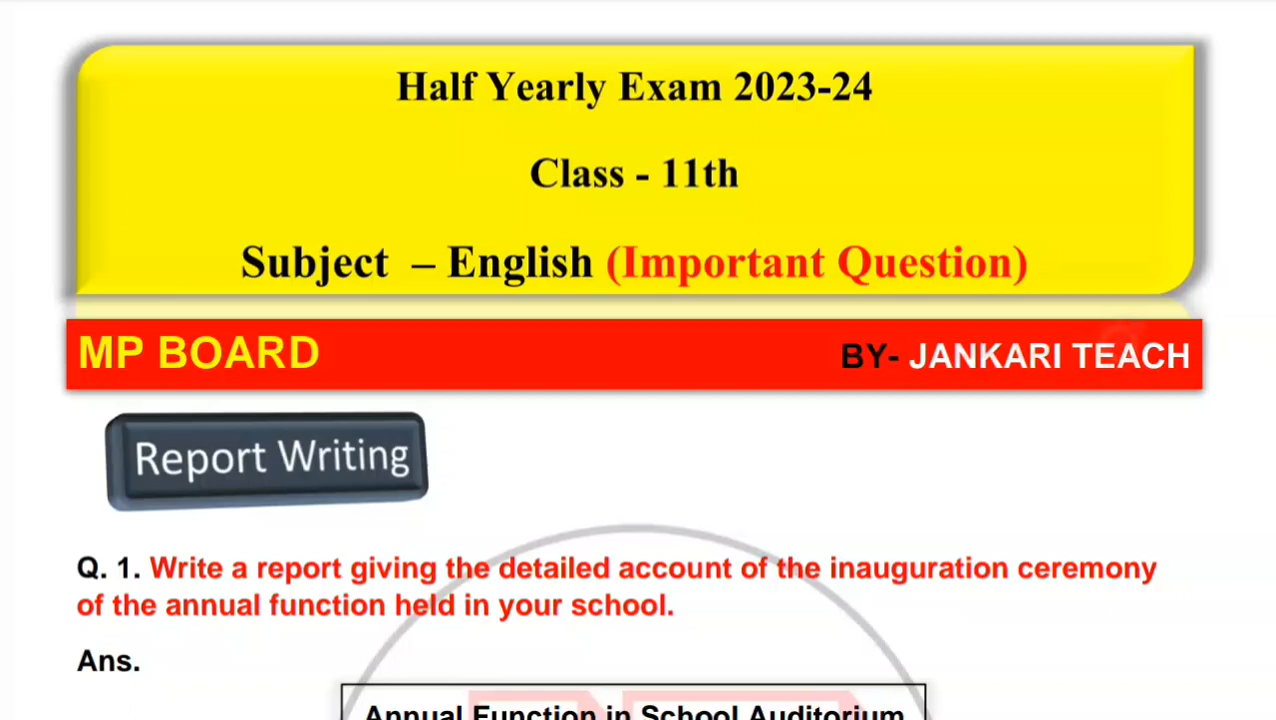 Half Yearly Exam 2023-24
Class - 11th
Subject – English (Important Question)
MP BOARD
BY- JANKARI TEACH
Report Writing
Q. 1. Write a report giving the detailed account of the inauguration ceremony
of the annual function held in your school.
Ans.
Annual Function in School Auditorium